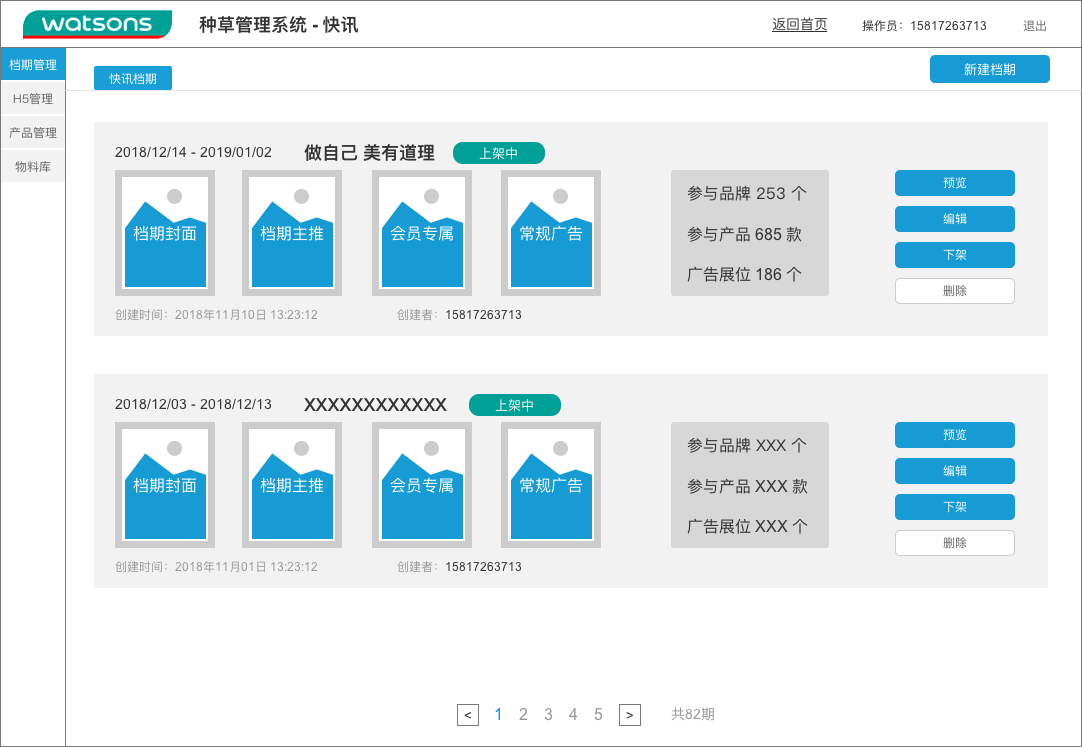 watsons
种草管理系统 - 快讯
返回首页
操作员：15817263713
退出
档期管理
H5管理
产品管理
物料库
快讯档期
新建档期
2018/12/14 - 2019/01/02
做自己 美有道理
上架中
档期封面
档期主推
会员专属
常规广告
参与品牌 253 个
参与产品 685 款
广告展位 186 个
预览
编辑
下架
删除
创建时间：2018年11月10日 13:23:12
创建者：15817263713
2018/12/03 - 2018/12/13
XXXXXXXXXXXX
上架中
档期封面
档期主推
会员专属
常规广告
参与品牌 XXX 个
参与产品 XXX 款
广告展位 XXX 个
预览
编辑
下架
删除
创建时间：2018年11月01日 13:23:12
创建者：15817263713
< 1 2 3 4 5 > 共82期